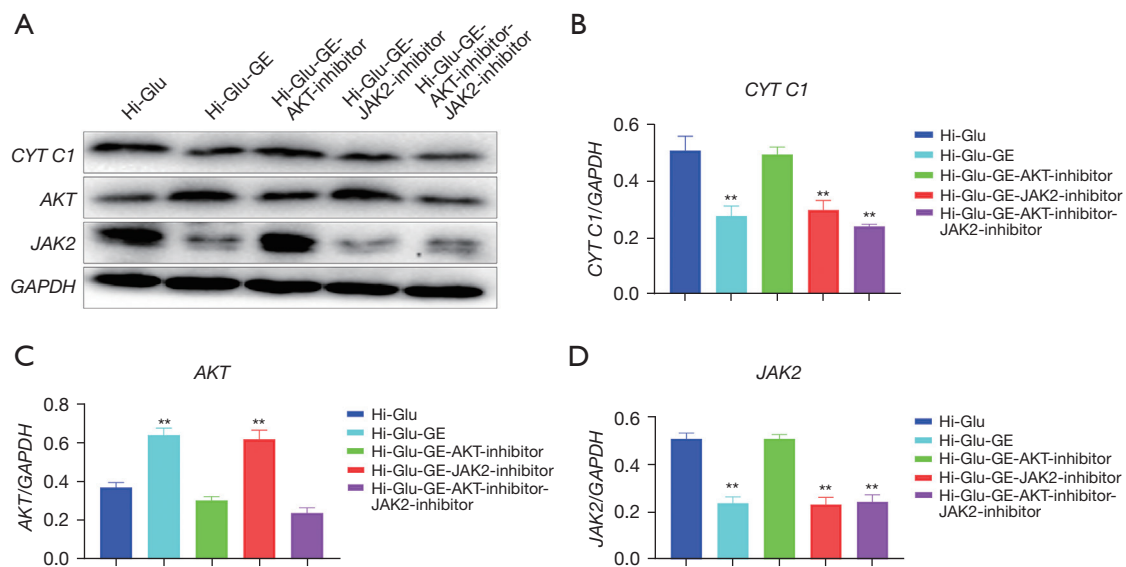 A
Hi-Glu
Hi-Glu-GE
Hi-Glu-GE-
AKT-inhibitor
Hi-Glu-GE-
JAK2-inhibitor
Hi-Glu-GE-
AKT-inhibitor-
JAK2-inhibitor
CYT C1
AKT
JAK2
GAPDH
B
CYT C1
CYT C1/GAPDH
0.6
0.4
0.2
0.0
**
**
**
Hi-Glu
Hi-Glu-GE
Hi-Glu-GE-AKT-inhibitor
Hi-Glu-GE-JAK2-inhibitor
Hi-Glu-GE-AKT-inhibitor-
JAK2-inhibitor
C
AKT
AKT/GAPDH
0.8
0.6
0.4
0.2
0.0
**
**
Hi-Glu
Hi-Glu-GE
Hi-Glu-GE-AKT-inhibitor
Hi-Glu-GE-JAK2-inhibitor
Hi-Glu-GE-AKT-inhibitor-
JAK2-inhibitor
D
JAK2
JAK2/GAPDH
0.6
0.4
0.2
0.0
**
**
**
Hi-Glu
Hi-Glu-GE
Hi-Glu-GE-AKT-inhibitor
Hi-Glu-GE-JAK2-inhibitor
Hi-Glu-GE-AKT-inhibitor-
JAK2-inhibitor